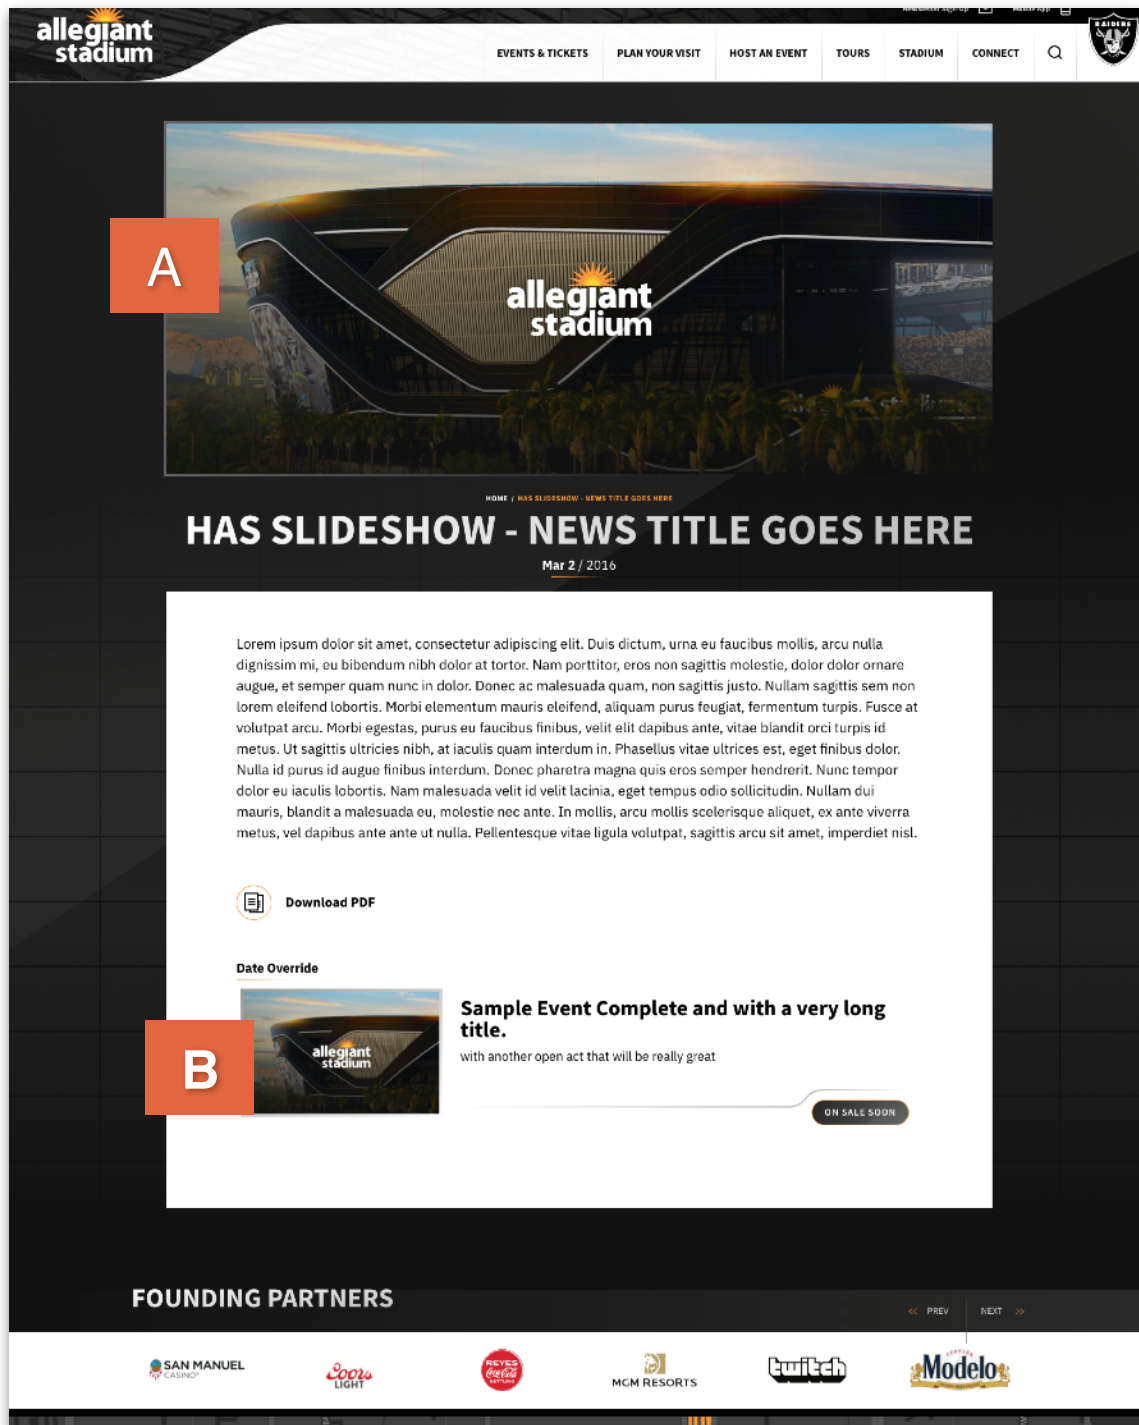 Newsletter Sign-up
Mobile App
allegiant
stadium
EVENTS & TICKETS
PLAN YOUR VISIT
HOST AN EVENT
TOURS
STADIUM
CONNECT
RAIDERS
A
allegiant
stadium
HOME / HAS SLIDESHOW - NEWS TITLE GOES HERE
HAS SLIDESHOW - NEWS TITLE GOES HERE
Mar 2 / 2016
Lorem ipsum dolor sit amet, consectetur adipiscing elit. Duis dictum, urna eu faucibus mollis, arcu nulla
dignissim mi, eu bibendum nibh dolor at tortor. Nam porttitor, eros non sagittis molestie, dolor dolor ornare
augue, et semper quam nunc in dolor. Donec ac malesuada quam, non sagittis justo. Nullam sagittis sem non
lorem eleifend lobortis. Morbi elementum mauris eleifend, aliquam purus feugiat, fermentum turpis. Fusce at
volutpat arcu. Morbi egestas, purus eu faucibus finibus, velit elit dapibus ante, vitae blandit orci turpis id
metus. Ut sagittis ultricies nibh, at iaculis quam interdum in. Phasellus vitae ultrices est, eget finibus dolor.
Nulla id purus id augue finibus interdum. Donec pharetra magna quis eros semper hendrerit. Nunc tempor
dolor eu iaculis lobortis. Nam malesuada velit id velit lacinia, eget tempus odio sollicitudin. Nullam dui
mauris, blandit a malesuada eu, molestie nec ante. In mollis, arcu mollis scelerisque aliquet, ex ante viverra
metus, vel dapibus ante ante ut nulla. Pellentesque vitae ligula volutpat, sagittis arcu sit amet, imperdiet nisl.
Download PDF
Date Override
B
allegiant
stadium
Sample Event Complete and with a very long
title.
with another open act that will be really great
ON SALE SOON
FOUNDING PARTNERS
PREV
NEXT
SAN MANUEL
CASINO
Coors
LIGHT
REYES
Coca-Cola
BOTTLING
MGM RESORTS
twitch
CERVEZA
Modelo